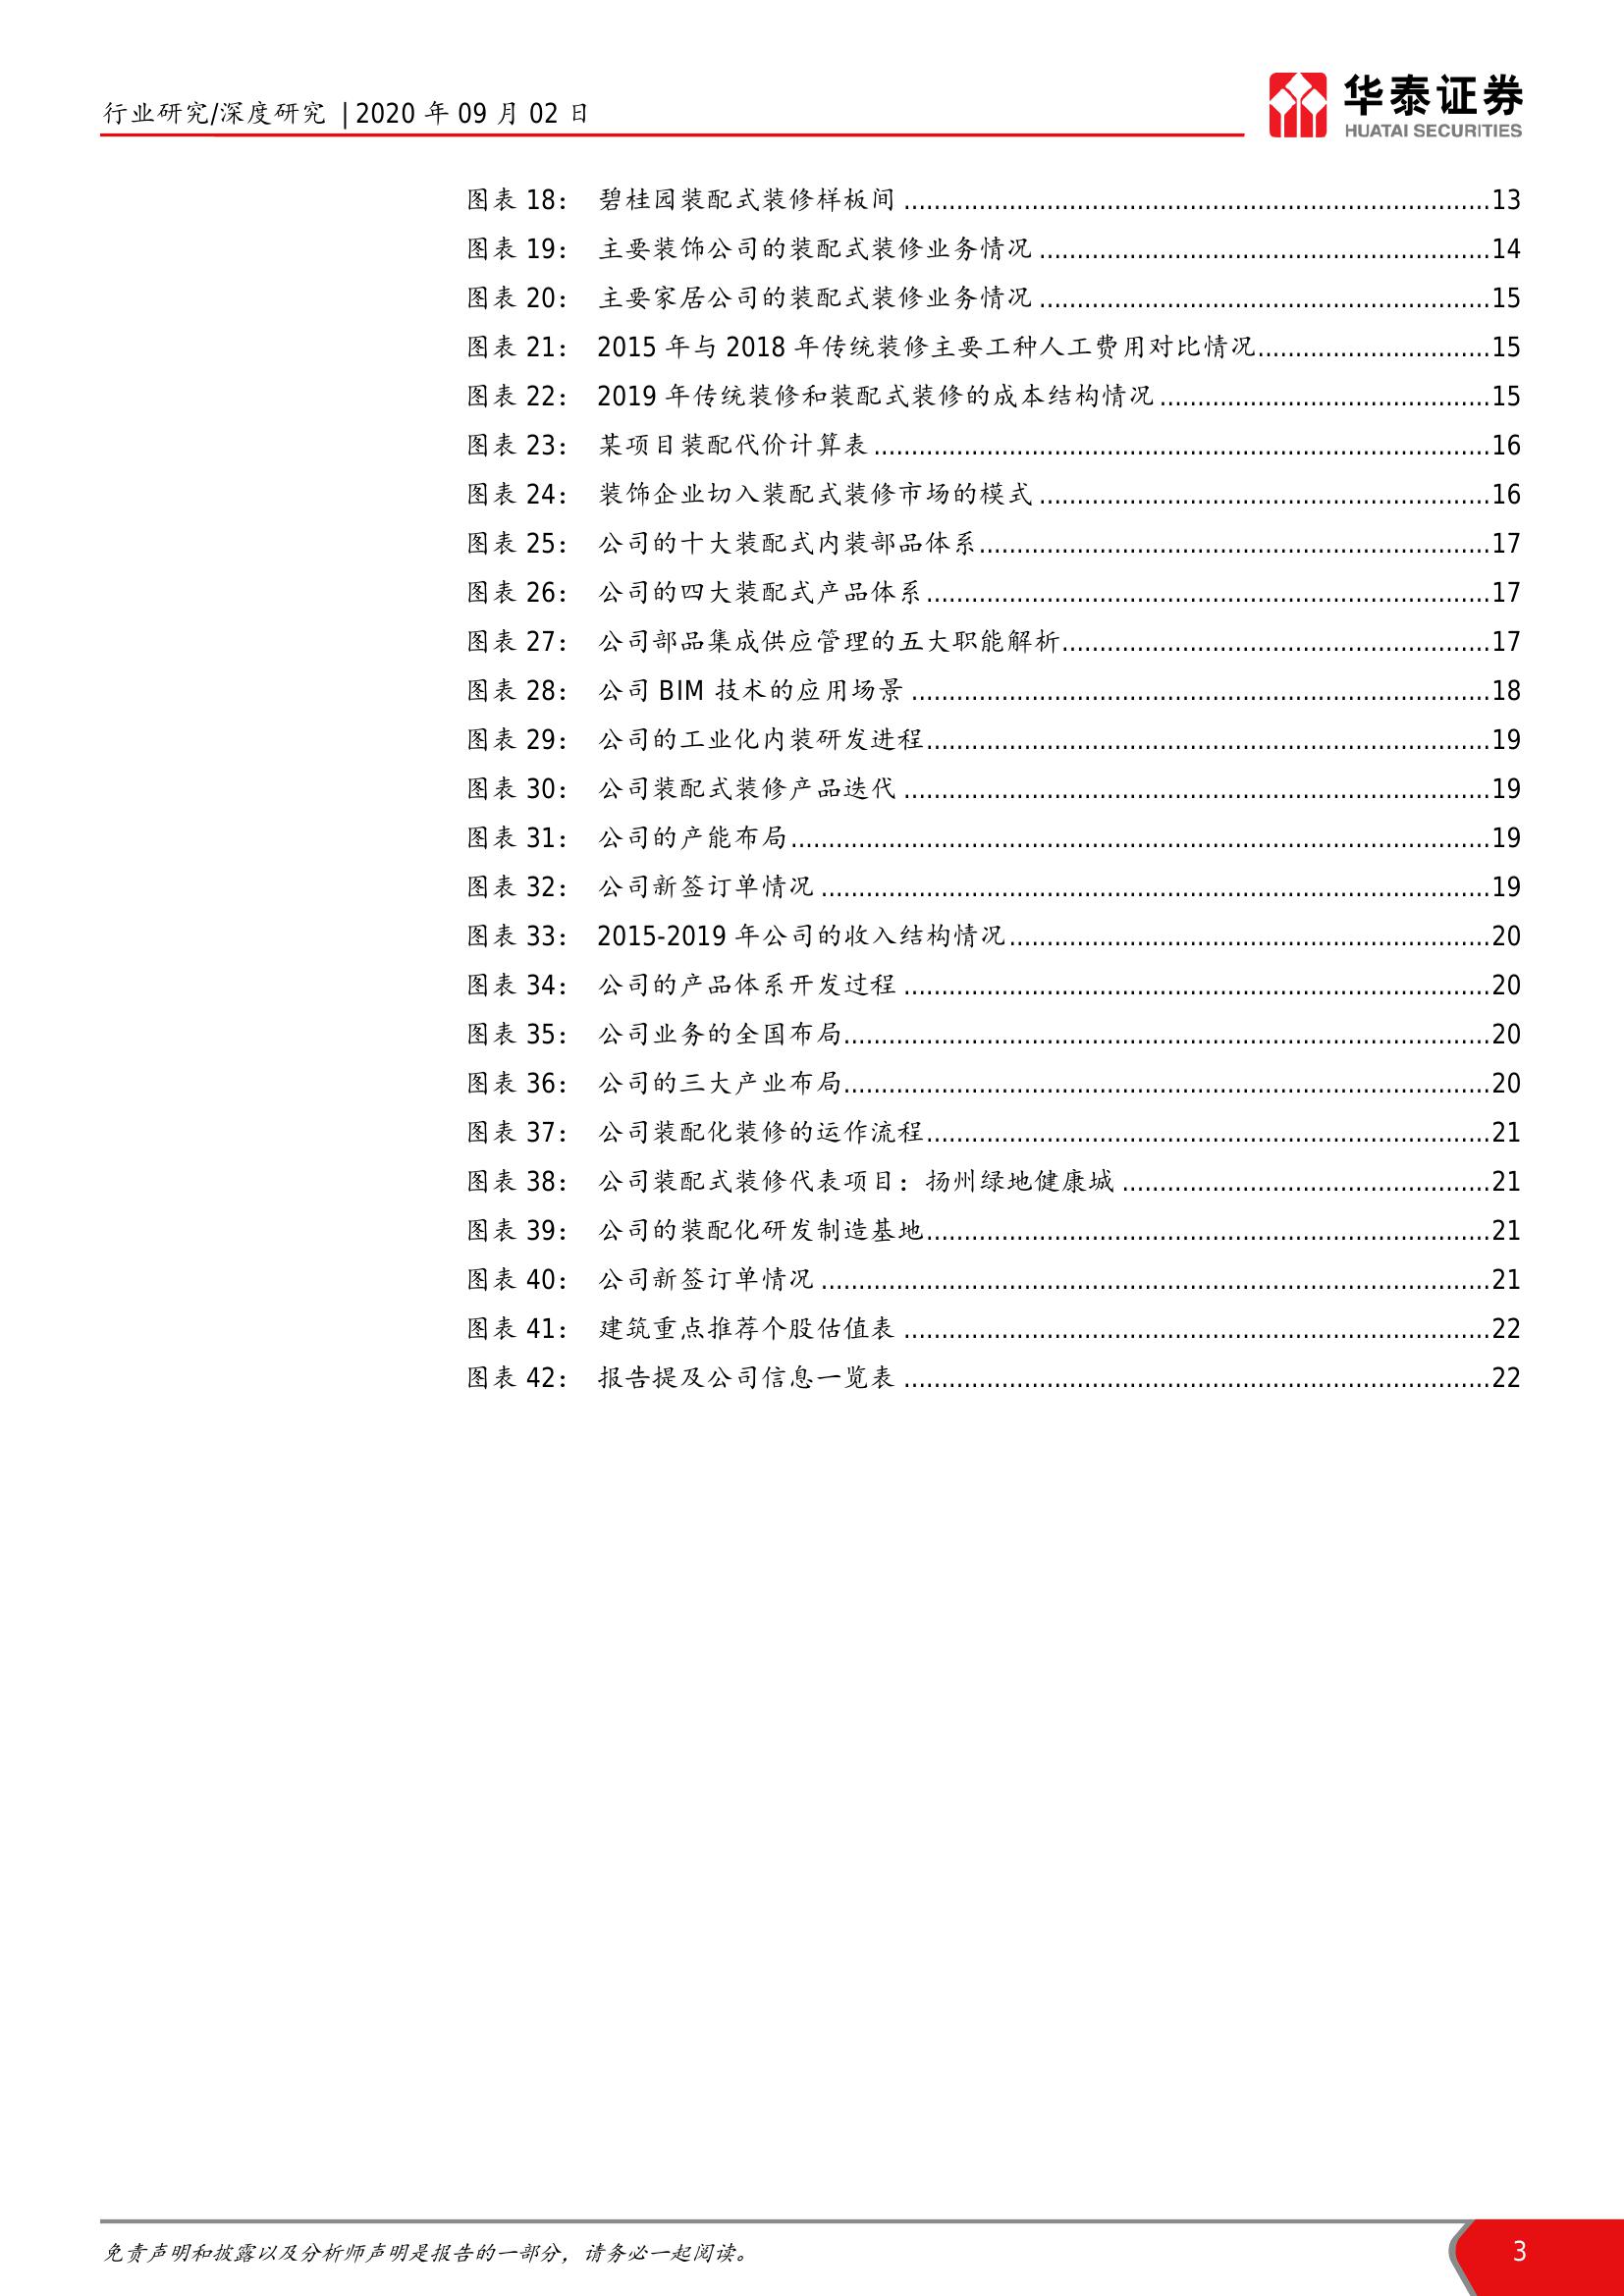 行业研究/深度研究 | 2020 年 09 月 02 日
华泰证券
HUATAI SECURITIES
图表 18： 碧桂园装配式装修样板间 ................................................................................13
图表 19： 主要装饰公司的装配式装修业务情况 ..............................................................14
图表 20： 主要家居公司的装配式装修业务情况 ..............................................................15
图表 21： 2015 年与 2018 年传统装修主要工种人工费用对比情况................................15
图表 22： 2019 年传统装修和装配式装修的成本结构情况 .............................................15
图表 23： 某项目装配代价计算表 ....................................................................................16
图表 24： 装饰企业切入装配式装修市场的模式 ..............................................................16
图表 25： 公司的十大装配式内装部品体系......................................................................17
图表 26： 公司的四大装配式产品体系.............................................................................17
图表 27： 公司部品集成供应管理的五大职能解析...........................................................17
图表 28： 公司 BIM 技术的应用场景 ...............................................................................18
图表 29： 公司的工业化内装研发进程.............................................................................19
图表 30： 公司装配式装修产品迭代 ................................................................................19
图表 31： 公司的产能布局...............................................................................................19
图表 32： 公司新签订单情况 ...........................................................................................19
图表 33： 2015-2019 年公司的收入结构情况..................................................................20
图表 34： 公司的产品体系开发过程 ................................................................................20
图表 35： 公司业务的全国布局........................................................................................20
图表 36： 公司的三大产业布局........................................................................................20
图表 37： 公司装配化装修的运作流程.............................................................................21
图表 38： 公司装配式装修代表项目：扬州绿地健康城 ..................................................21
图表 39： 公司的装配化研发制造基地.............................................................................21
图表 40： 公司新签订单情况 ...........................................................................................21
图表 41： 建筑重点推荐个股估值表 ................................................................................22
图表 42： 报告提及公司信息一览表 ................................................................................22
免责声明和披露以及分析师声明是报告的一部分，请务必一起阅读。
3